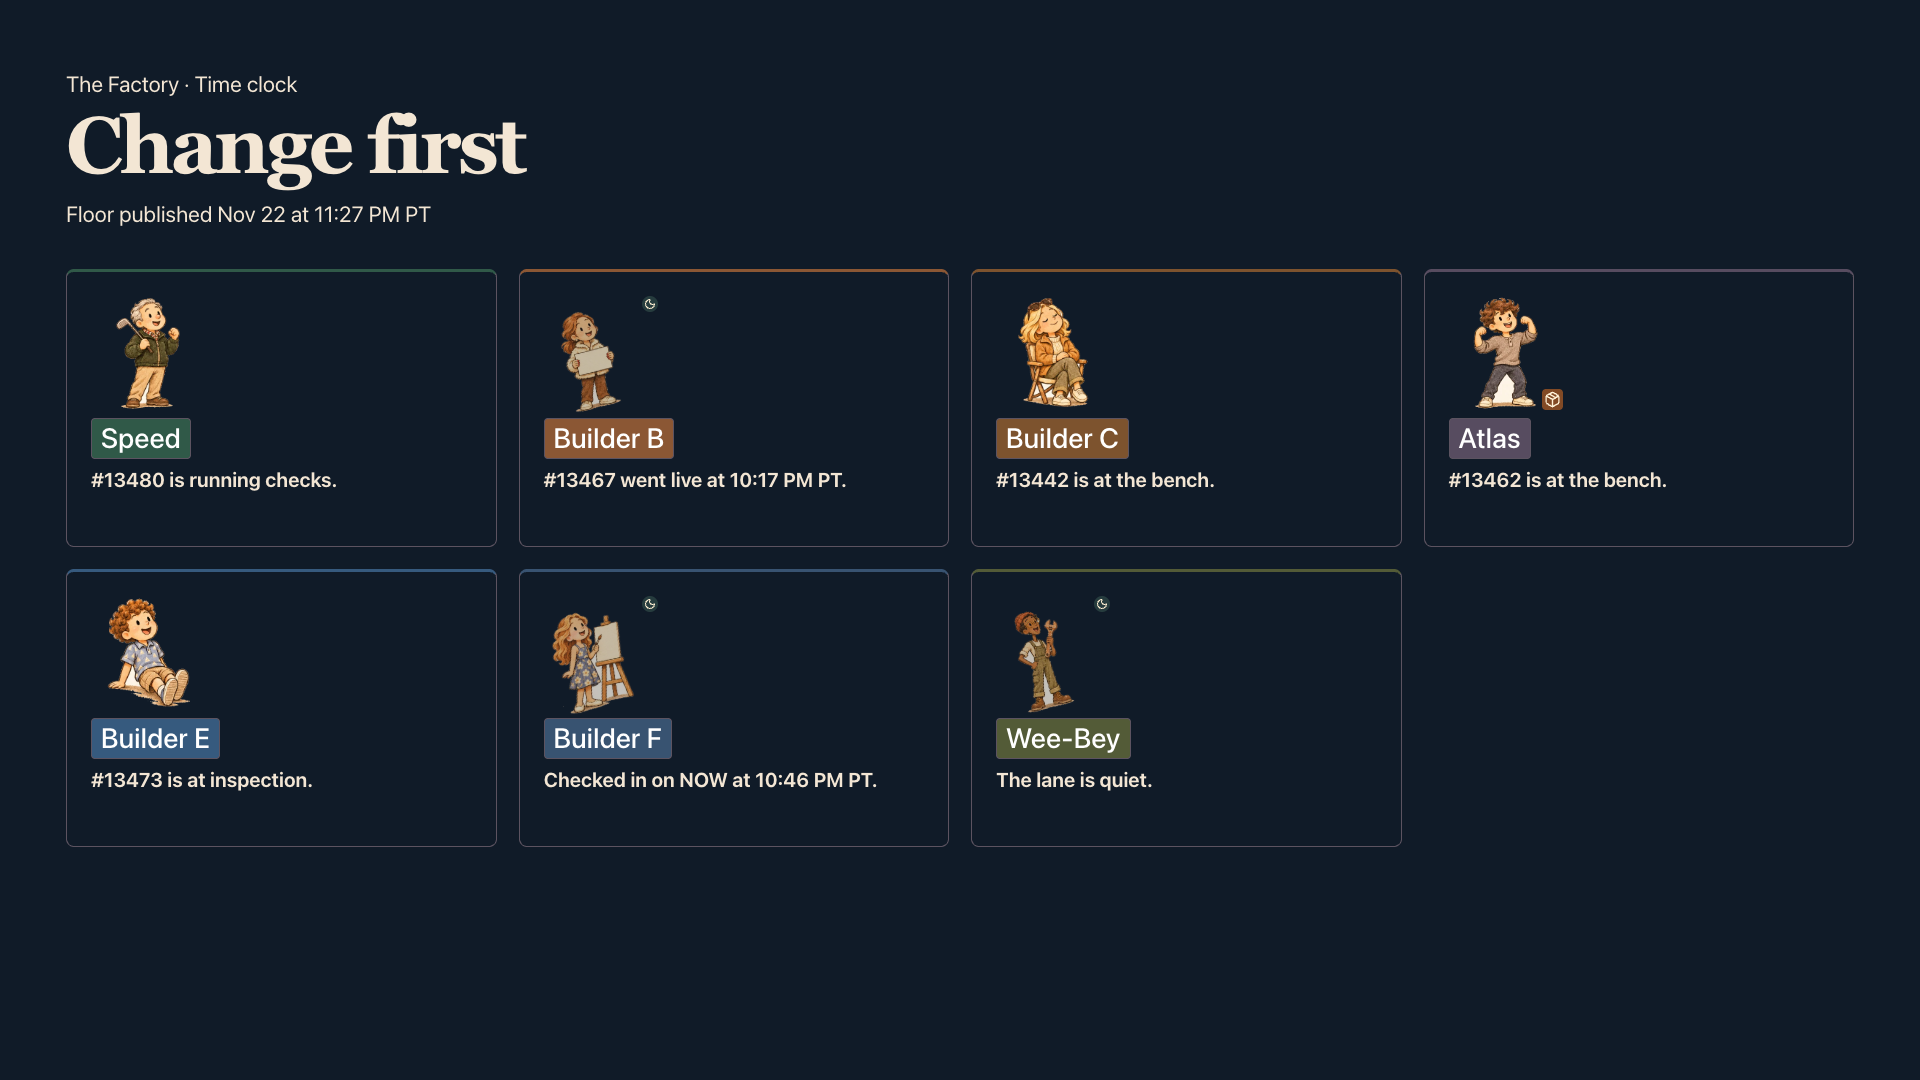 The Factory · Time clock
Change first
Floor published Nov 22 at 11:27 PM PT
Speed
#13480 is running checks.
Builder B
#13467 went live at 10:17 PM PT.
Builder C
#13442 is at the bench.
Atlas
#13462 is at the bench.
Builder E
#13473 is at inspection.
Builder F
Checked in on NOW at 10:46 PM PT.
Wee-Bey
The lane is quiet.